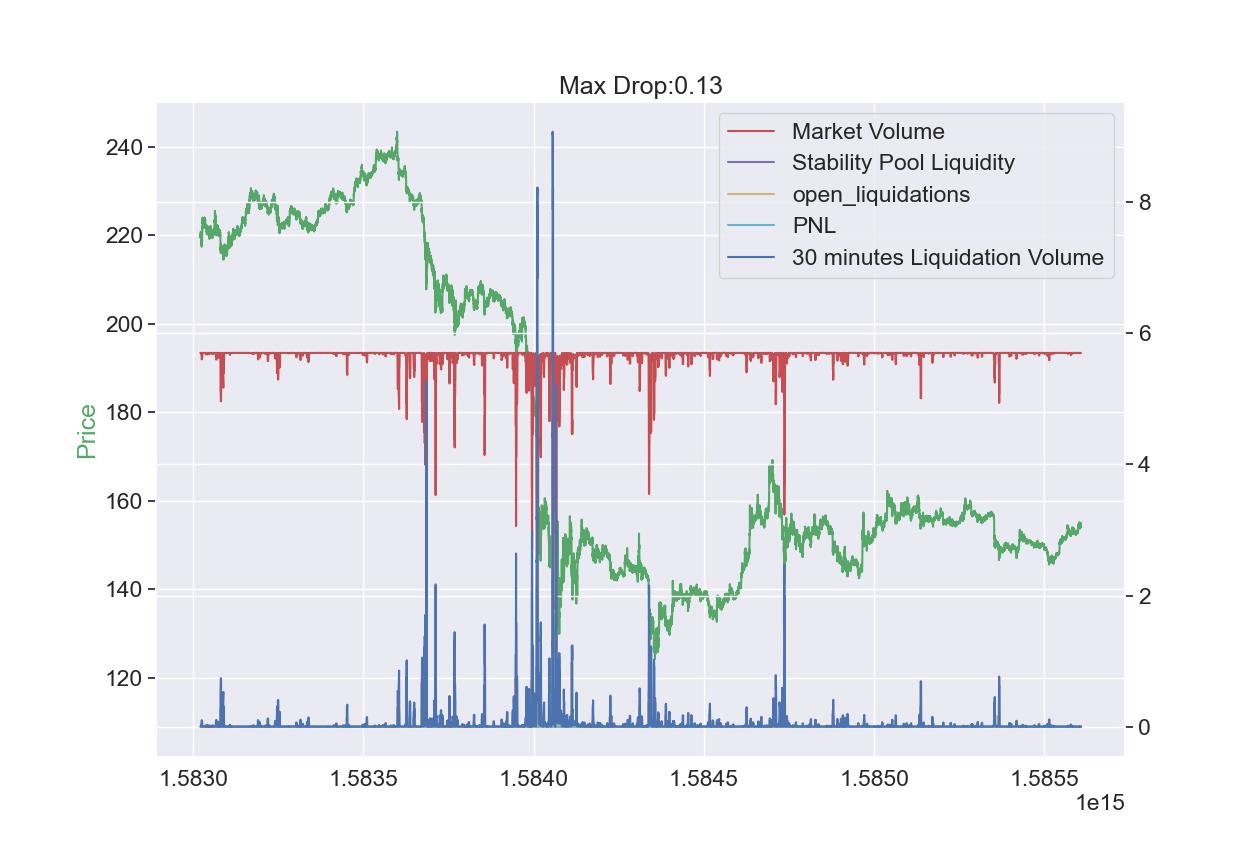 Max Drop:0.13
Market Volume
Stability Pool Liquidity
open_liquidations
PNL
30 minutes Liquidation Volume
Price
240
220
200
180
160
140
120
8
6
4
2
0
1.5830 1.5835 1.5840 1.5845 1.5850 1.5855
1e15